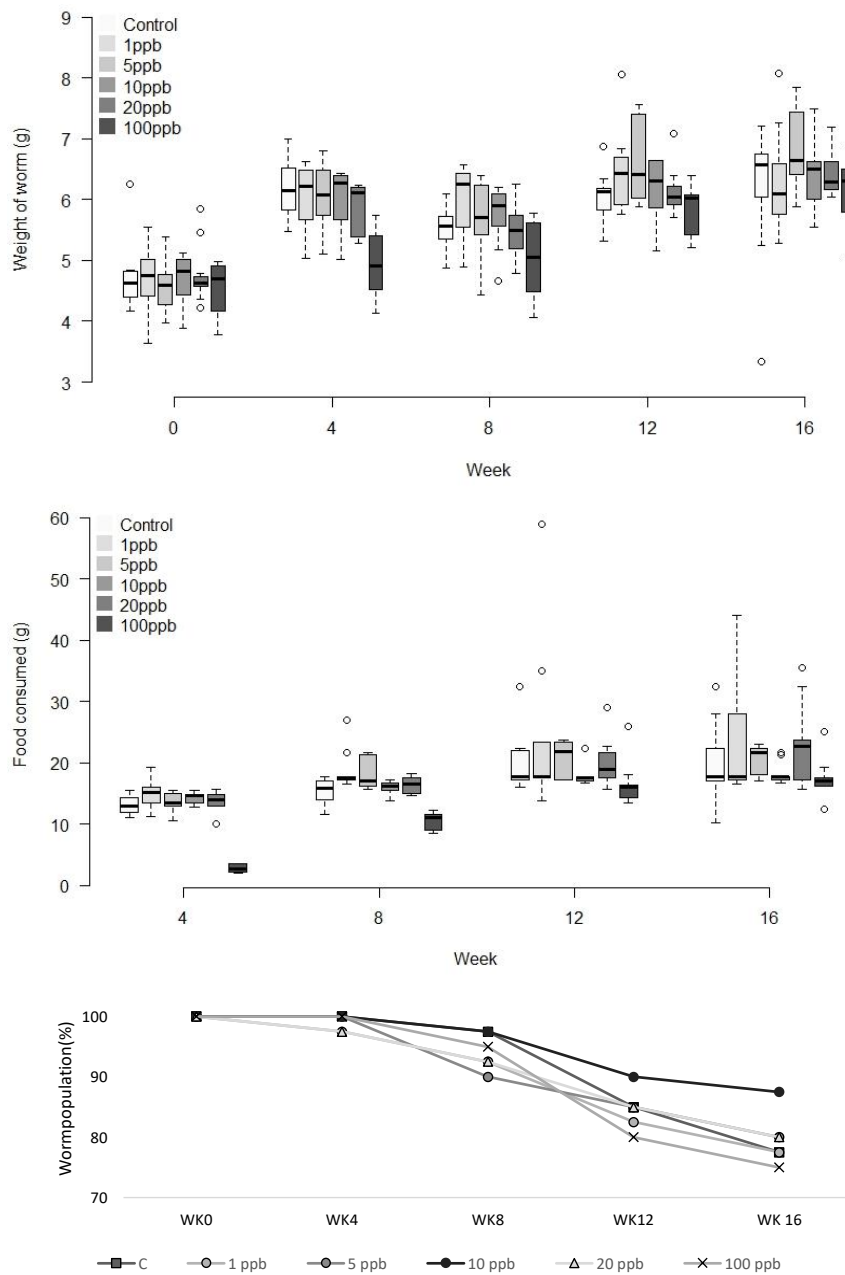 9
8
7
6
5
4
3
Weight of worm (g)
Control
1ppb
5ppb
10ppb
20ppb
100ppb
0 4 8 12 16
Week
60
50
40
30
20
10
0
Food consumed (g)
Control
1ppb
5ppb
10ppb
20ppb
100ppb
4 8 12 16
Week
100
90
80
70
Wormpopulation(%)
WK0 WK4 WK8 WK12 WK 16
C 1 ppb 5 ppb 10 ppb 20 ppb 100 ppb